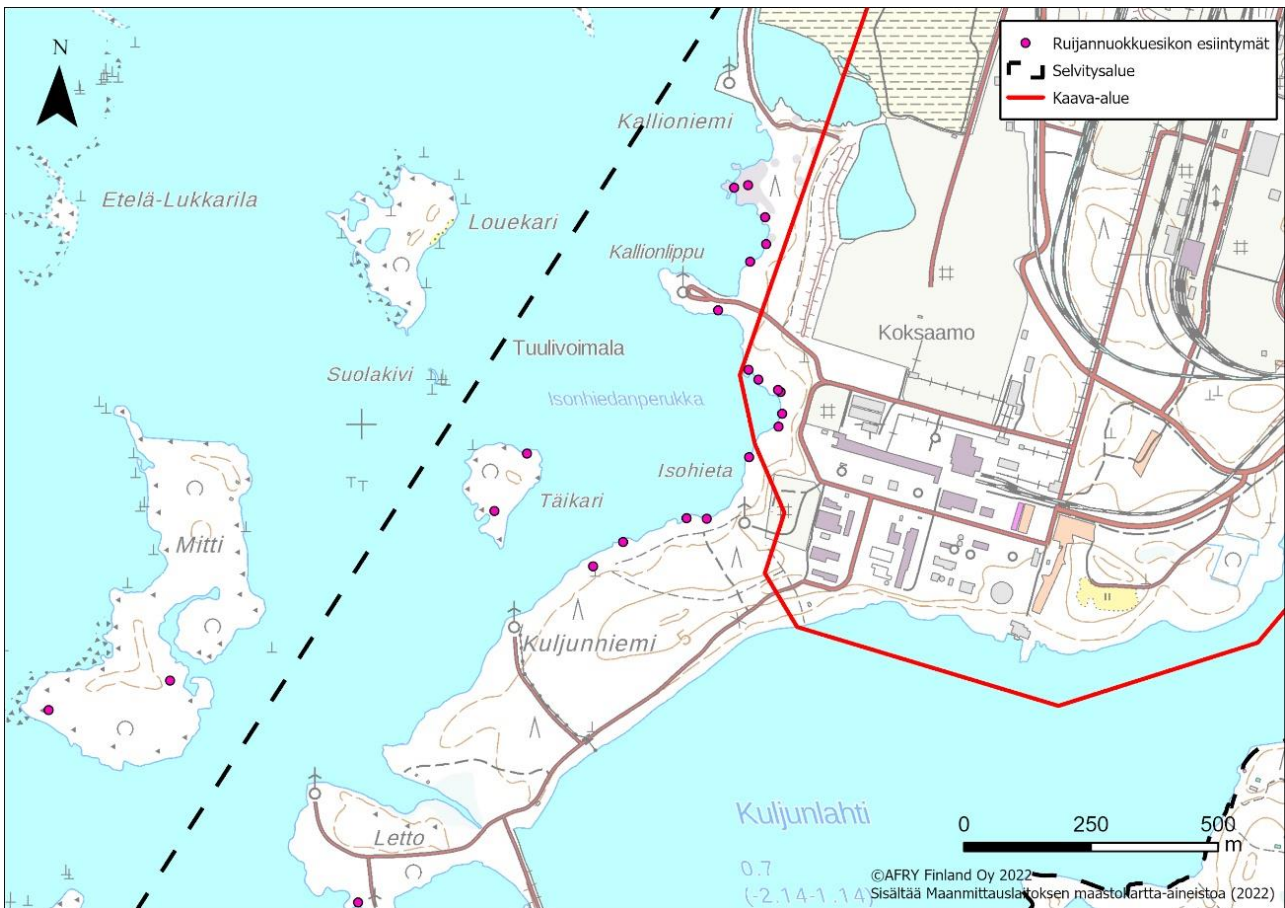 N
Ruijannuokkuesikon esiintymät
Selvitysalue
Kaava-alue
Kallioniemi
Etelä-Lukkarila
Louekari
Kallionlippu
Koksaamo
Tuulivoimala
Suolakivi
Isonhiedanperukka
Isohieta
Täikari
Mitti
Kuljunniemi
5
Letto
Kuljunlahti
0.7
(-2.14-1.14)
0 250 500
m
©AFRY Finland Oy 2022
Sisältää Maanmittauslaitoksen maastokartta-aineistoa (2022)